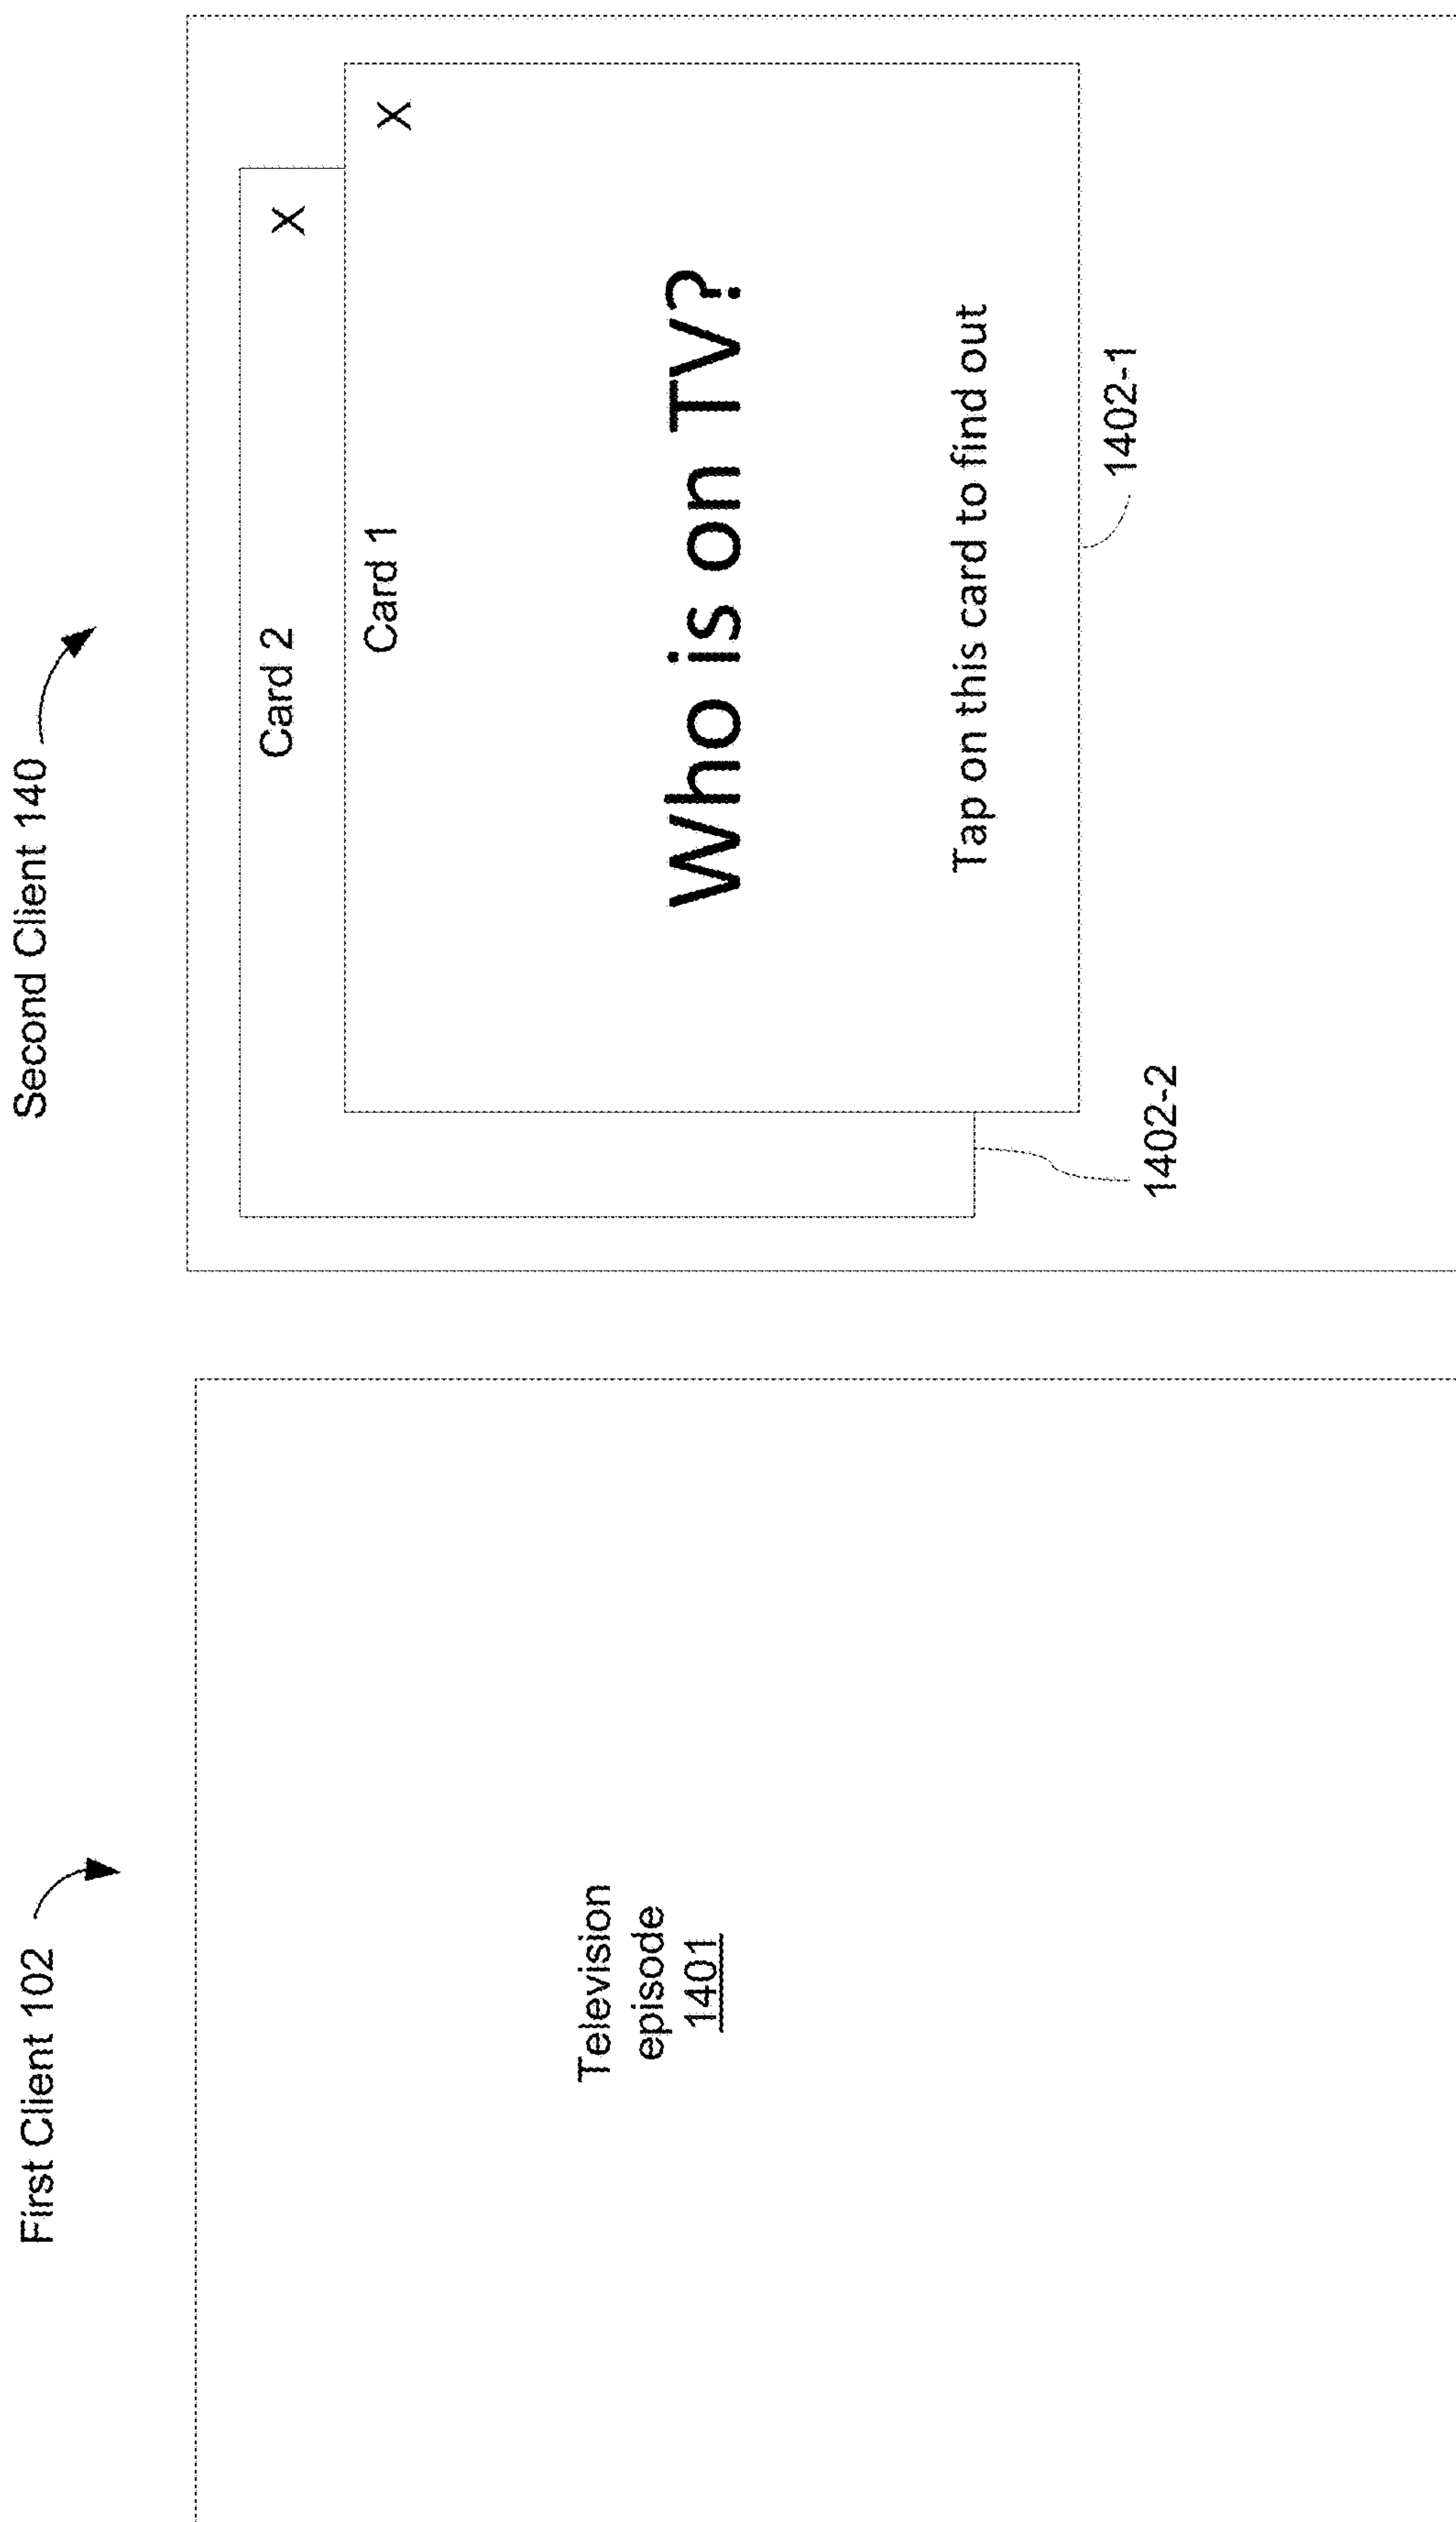 First Client 102
Television
episode
1401
Second Client 140
Card 2
X
Card 1
X
Who is on TV?
Tap on this card to find out
1402-1
1402-2